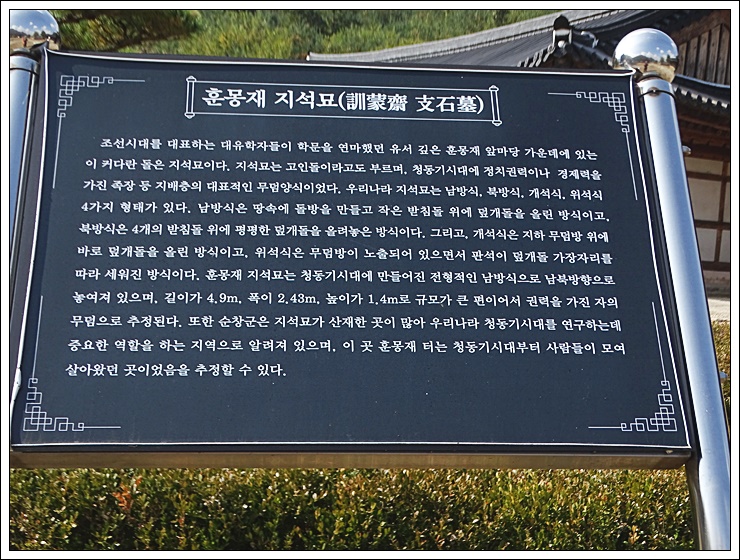 훈몽재 지석묘(訓蒙齋 支石墓)
조선시대를 대표하는 대유학자들이 학문을 연마했던 유서 깊은 훈몽재 앞마당 가운데에 있는
이 커다란 돌은 지석묘이다. 지석묘는 고인돌이라고도 부르며, 청동기시대에 정치권력이나 경제력을
가진 족장 등 지배층의 대표적인 무덤양식이었다. 우리나라 지석묘는 남방식, 북방식, 개석식, 위석식
4가지 형태가 있다. 남방식은 땅속에 돌방을 만들고 작은 받침돌 위에 덮개돌을 올린 방식이고,
북방식은 4개의 받침돌 위에 평평한 덮개돌을 올려놓은 방식이다. 그리고, 개석식은 지하 무덤방 위에
바로 덮개돌을 올린 방식이고, 위석식은 무덤방이 노출되어 있으면서 판석이 덮개돌 가장자리를
따라 세워진 방식이다. 훈몽재 지석묘는 청동기시대에 만들어진 전형적인 남방식으로 남북방향으로
놓여져 있으며, 길이가 4.9m, 폭이 2.43m, 높이가 1.4m로 규모가 큰 편이어서 권력을 가진 자의
무덤으로 추정된다. 또한 순창군은 지석묘가 산재한 곳이 많아 우리나라 청동기시대를 연구하는데
중요한 역할을 하는 지역으로 알려져 있으며, 이 곳 훈몽재 터는 청동기시대부터 사람들이 모여
살아왔던 곳이었음을 추정할 수 있다.